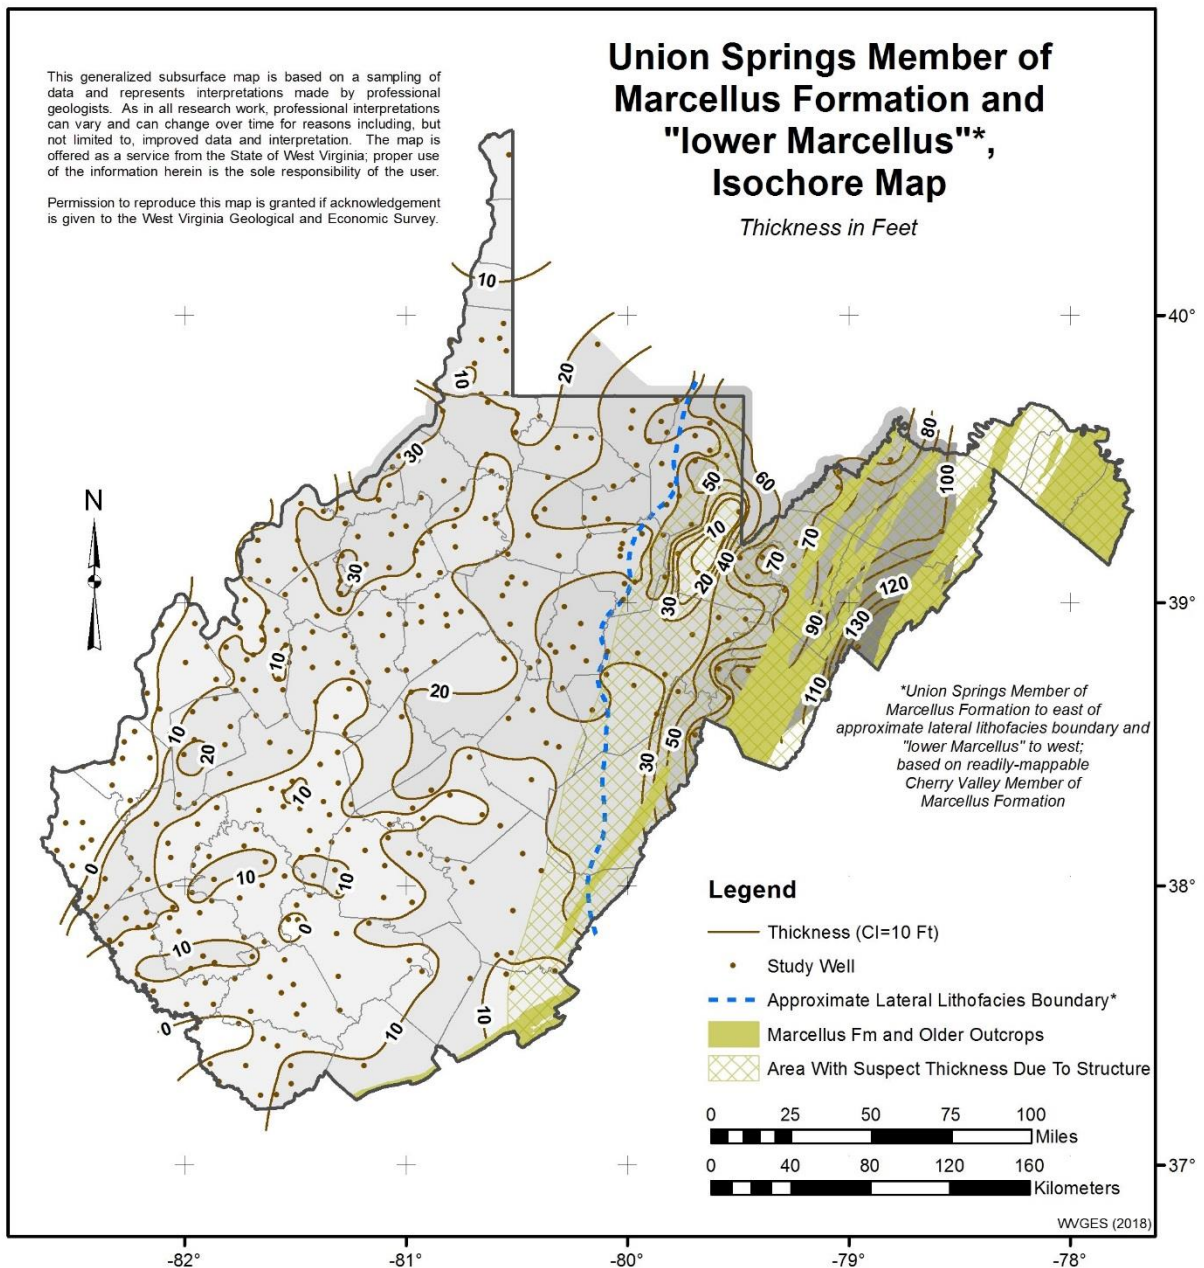 This generalized subsurface map is based on a sampling of
data and represents interpretations made by professional
geologists. As in all research work, professional interpretations
can vary and can change over time for reasons including, but
not limited to, improved data and interpretation. The map is
offered as a service from the State of West Virginia; proper use
of the information herein is the sole responsibility of the user.
Permission to reproduce this map is granted if acknowledgement
is given to the West Virginia Geological and Economic Survey.
Union Springs Member of
Marcellus Formation and
"lower Marcellus"*,
Isochore Map
Thickness in Feet
10
40°
10
20
80
30
100
50
60
10
70
40
70
30
20
30
120
39°
N
90
130
10
20
110
10
20
50
30
10
0
10
10
0
10
10
0
10
*Union Springs Member of
Marcellus Formation to east of
approximate lateral lithofacies boundary and
"lower Marcellus" to west;
based on readily-mappable
Cherry Valley Member of
Marcellus Formation
38°
Legend
Thickness (CI=10 Ft)
Study Well
Approximate Lateral Lithofacies Boundary*
Marcellus Fm and Older Outcrops
Area With Suspect Thickness Due To Structure
0 25 50 75 100
Miles
0 40 80 120 160
Kilometers
37°
WVGES (2018)
-82° -81° -80° -79° -78°